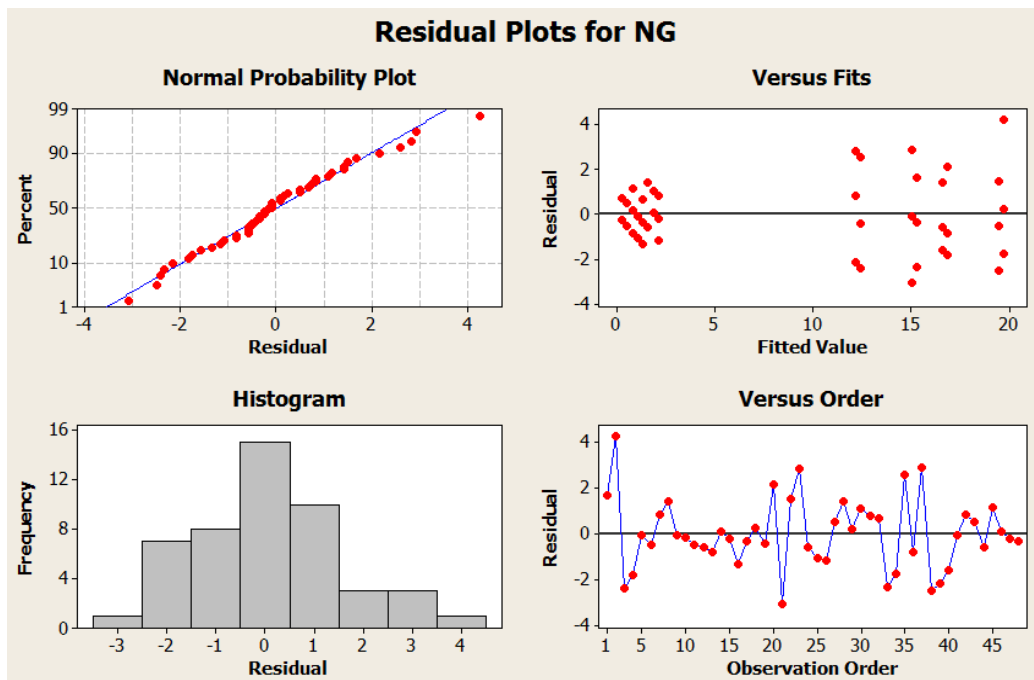 Residual Plots for NG
Normal Probability Plot
Percent
99
90
50
10
1
-4 -2 0 2 4
Residual
Versus Fits
Residual
4
2
0
-2
-4
0 5 10 15 20
Fitted Value
Histogram
Frequency
16
12
8
4
0
-3 -2 -1 0 1 2 3 4
Residual
Versus Order
Residual
4
2
0
-2
-4
1 5 10 15 20 25 30 35 40 45
Observation Order